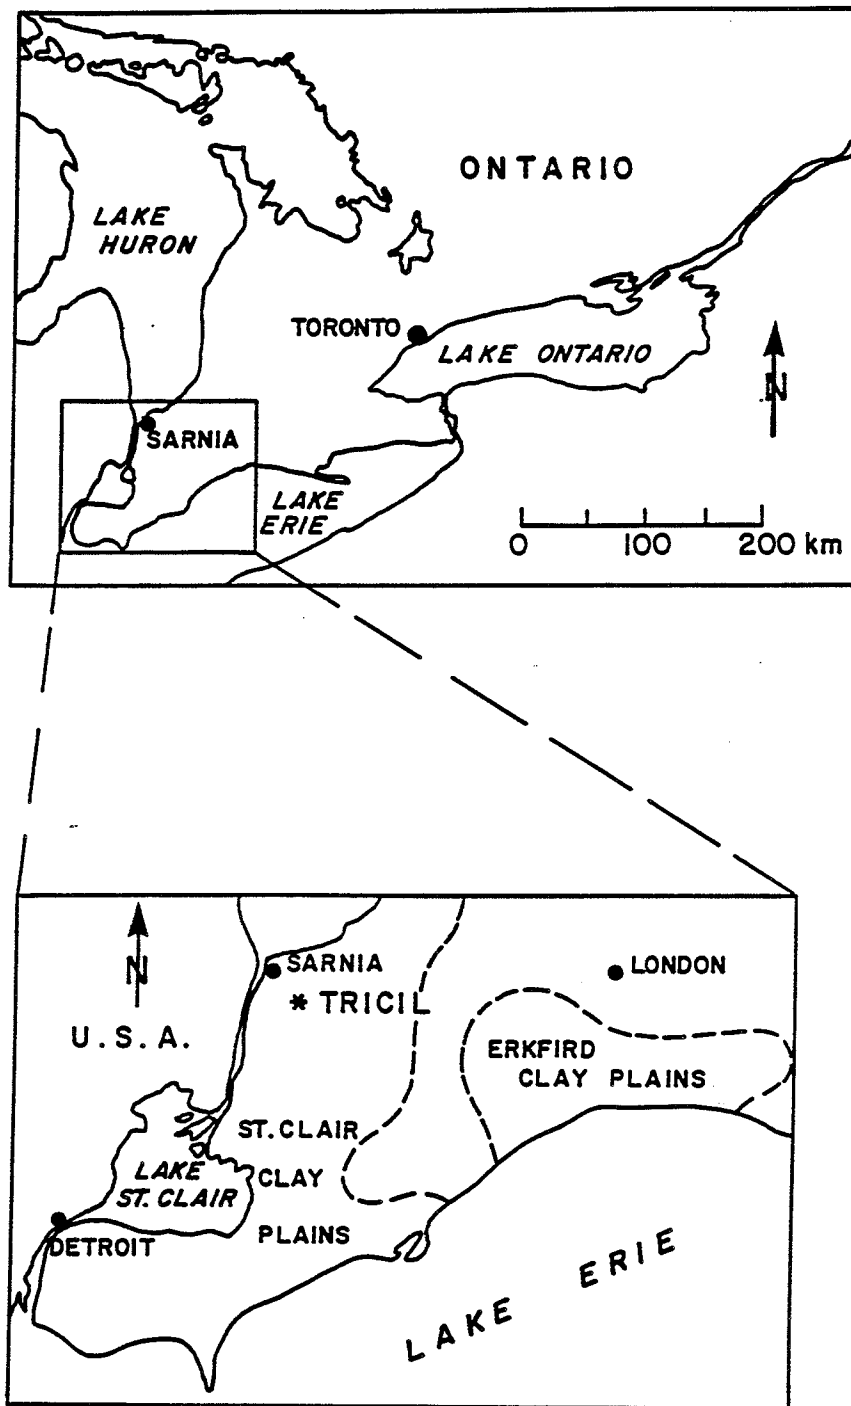 ONTARIO
LAKE
HURON
TORONTO
LAKE ONTARIO
N
SARNIA
LAKE
ERIE
0 100 200 km
N
SARNIA
* TRICIL
LONDON
U.S.A.
ERKFIRD
CLAY PLAINS
ST. CLAIR
CLAY
PLAINS
LAKE
ST. CLAIR
DETROIT
LAKE ERIE